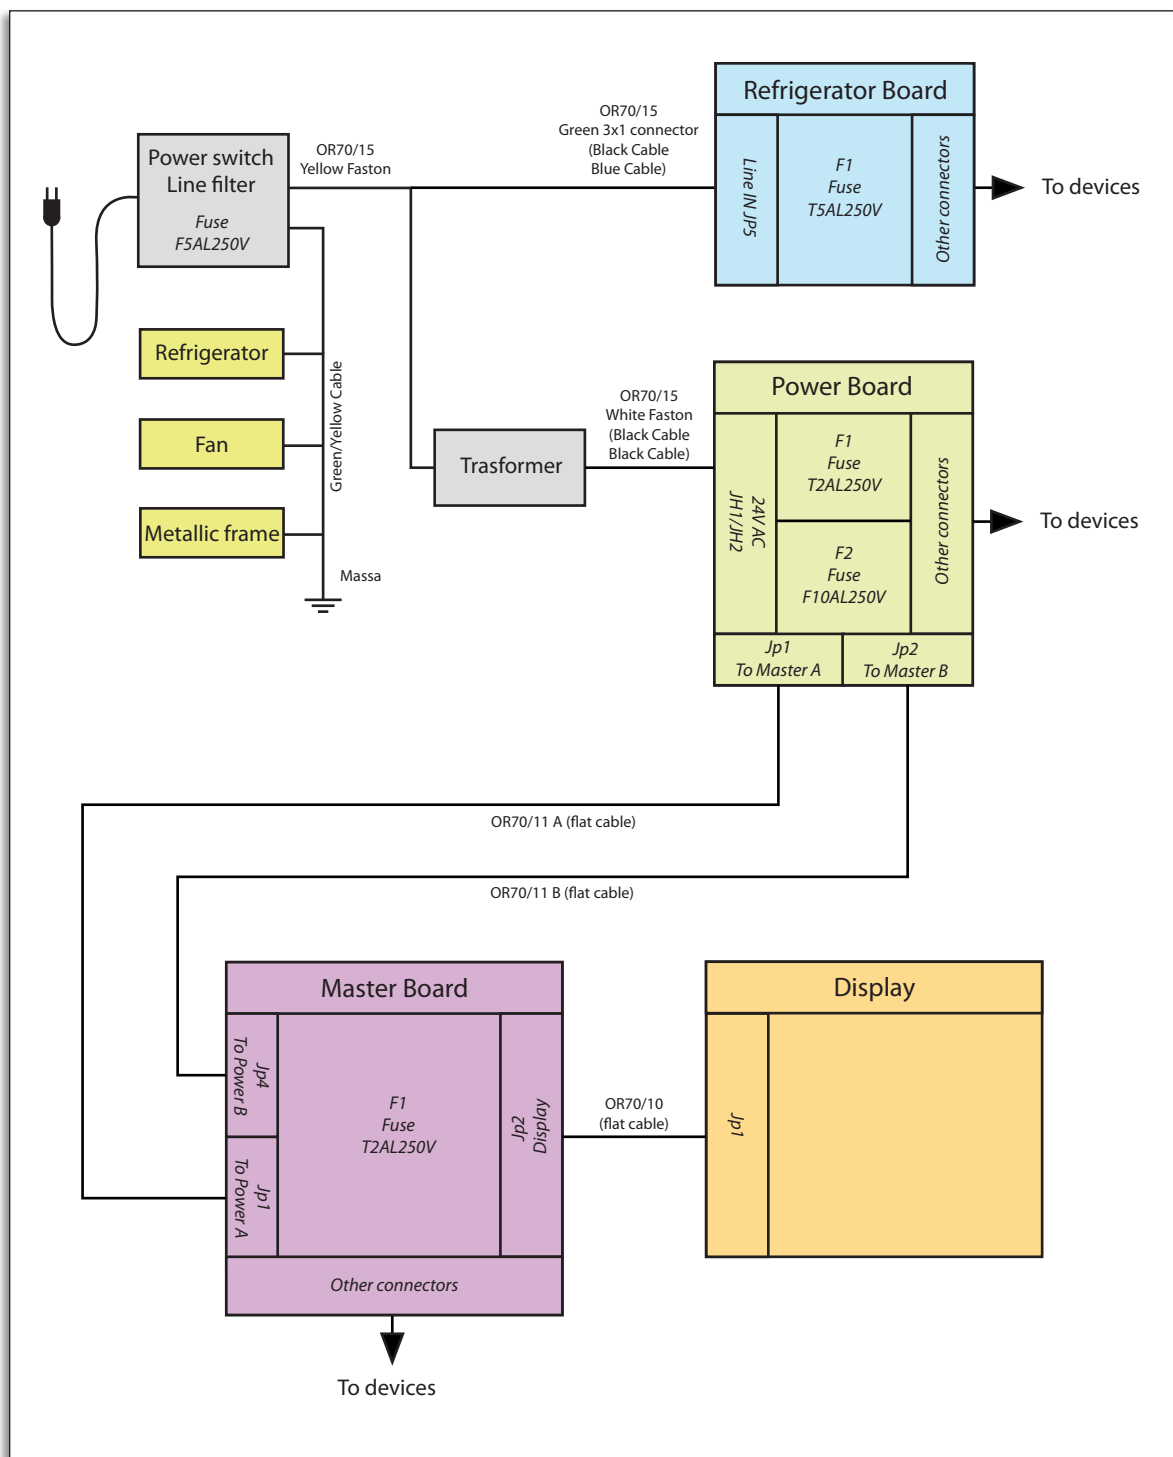 Refrigerator Board
Line IN JP5
F1
Fuse
T5AL250V
Other connectors
To devices
OR70/15
Green 3x1 connector
(Black Cable
Blue Cable)
OR70/15
Yellow Faston
Power switch
Line filter
Fuse
F5AL250V
Refrigerator
Fan
Metallic frame
Green/Yellow Cable
Massa
Trasformer
OR70/15
White Faston
(Black Cable
Black Cable)
Power Board
24V AC
JH1/JH2
F1
Fuse
T2AL250V
F2
Fuse
F10AL250V
Other connectors
To devices
Jp1
To Master A
Jp2
To Master B
OR70/11 A (flat cable)
OR70/11 B (flat cable)
Master Board
Jp4
To Power B
Jp1
To Power A
F1
Fuse
T2AL250V
Display
Jp2
Other connectors
To devices
OR70/10
(flat cable)
Display
Jp1